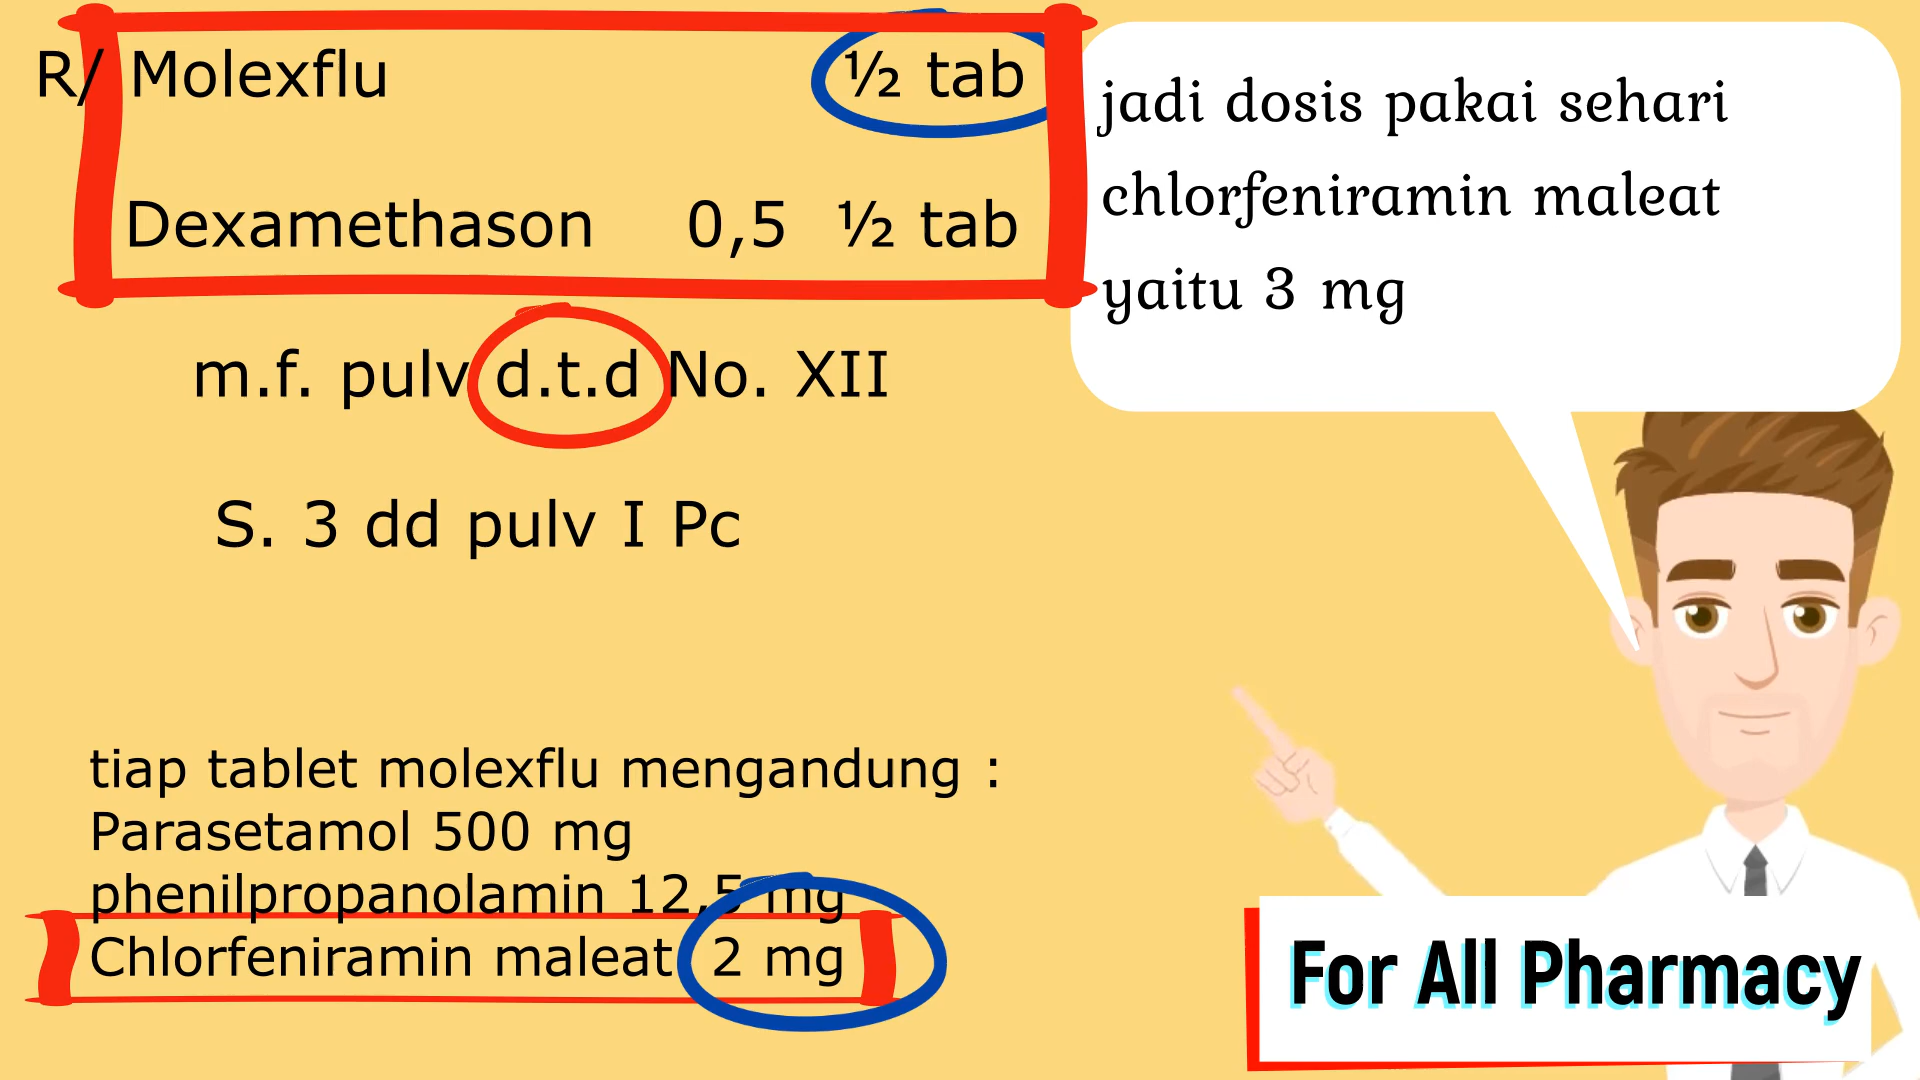 R/ Molexflu ½ tab
Dexamethason 0,5 ½ tab
m.f. pulv d.t.d No. XII
S. 3 dd pulv I Pc
jadi dosis pakai sehari
chlorfeniramin maleat
yaitu 3 mg
tiap tablet molexflu mengandung :
Parasetamol 500 mg
phenilpropanolamin 12,5 mg
Chlorfeniramin maleat 2 mg
For All Pharmacy